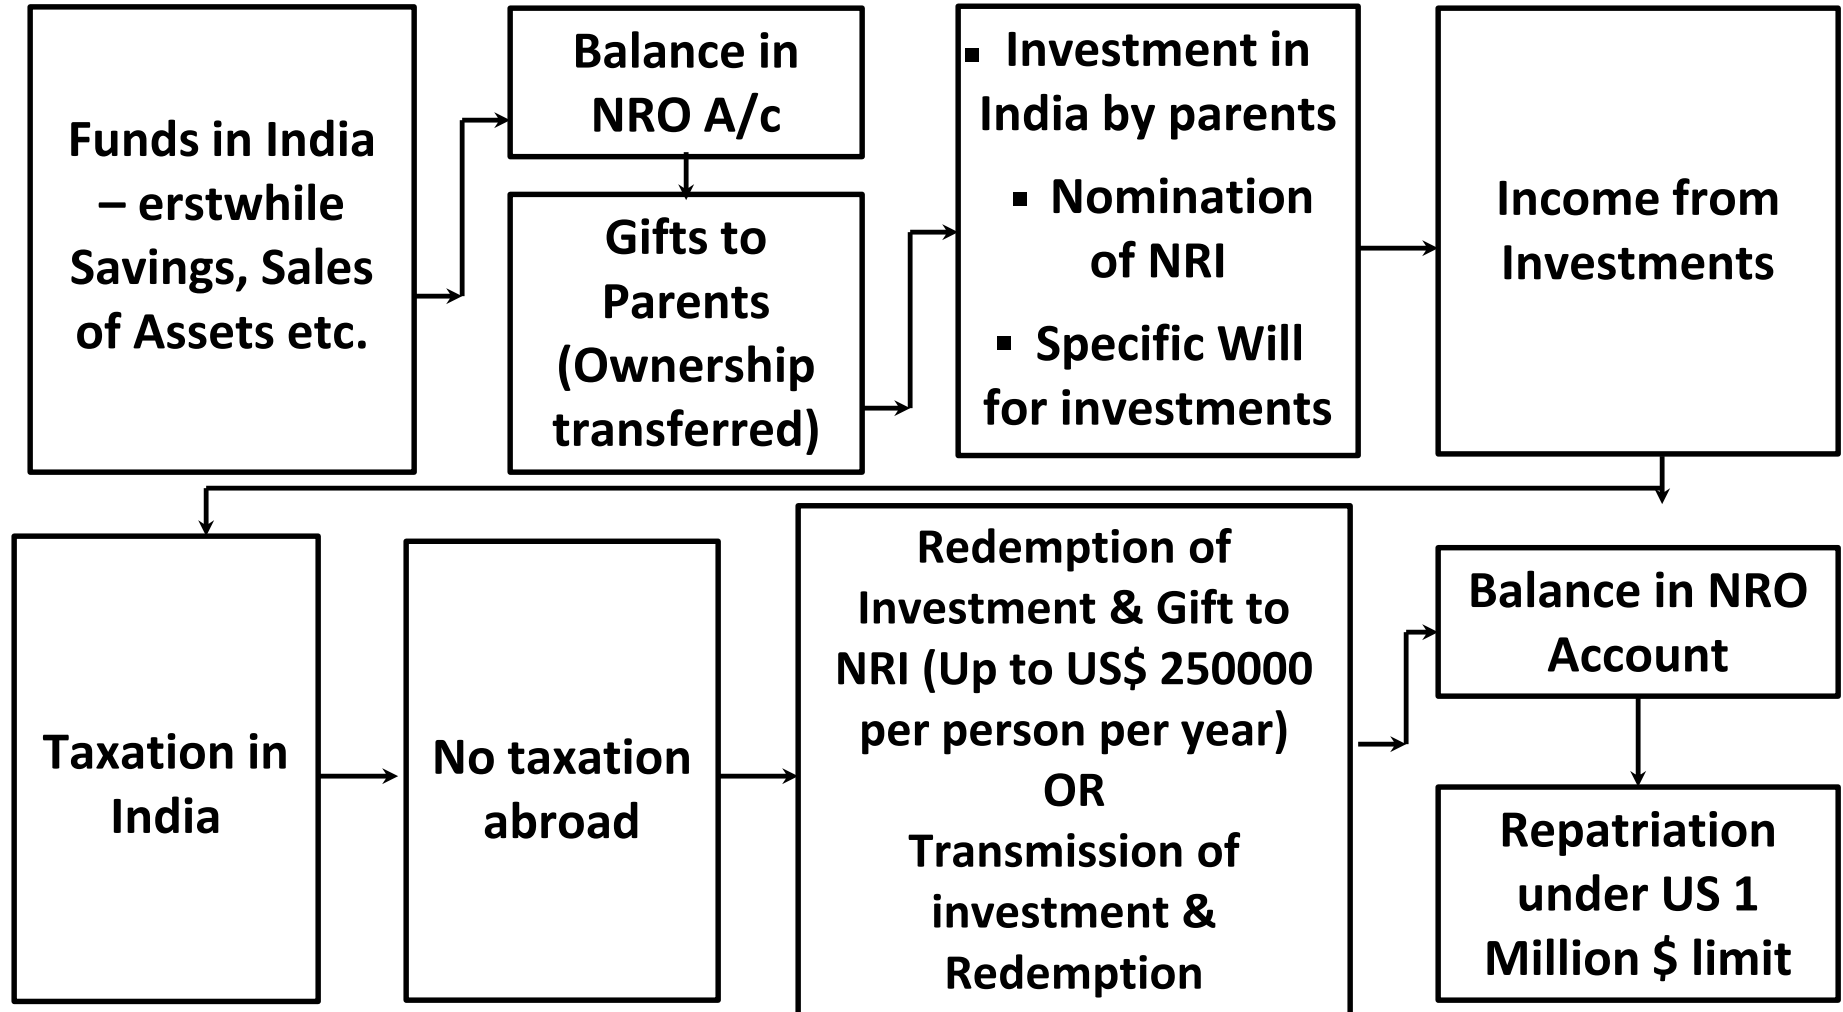 Funds in India
– erstwhile
Savings, Sales
of Assets etc.
Balance in
NRO A/c
Gifts to
Parents
(Ownership
transferred)
▪ Investment in
India by parents
▪ Nomination
of NRI
▪ Specific Will
for investments
Income from
Investments
Taxation in
India
No taxation
abroad
Redemption of
Investment & Gift to
NRI (Up to US$ 250000
per person per year)
OR
Transmission of
investment &
Redemption
Balance in NRO
Account
Repatriation
under US 1
Million $ limit